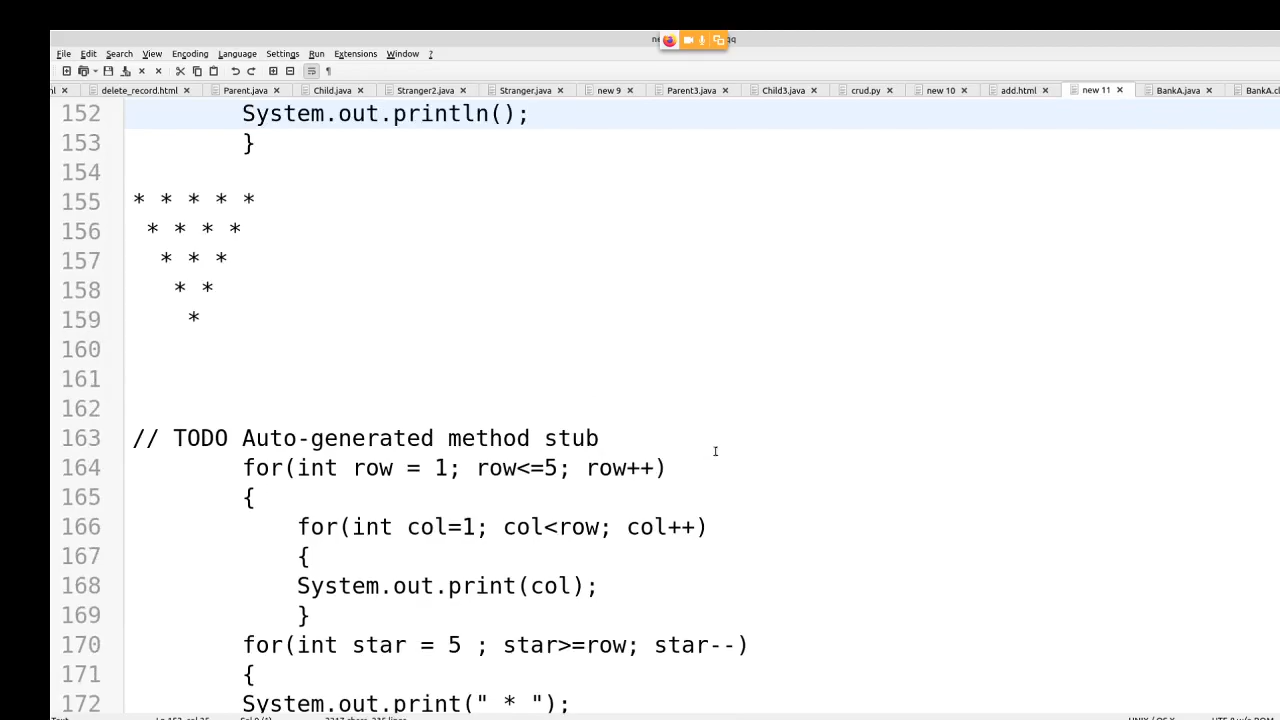 File Edit Search View Encoding Language Settings Run Extensions Window ?
delete_record.html Parent.java Child.java Stranger2.java Stranger.java new 9 Parent3.java Child3.java crud.py new 10 add.html new 11 BankA.java
152 System.out.println();
153 }
154
155 * * * * *
156 * * * *
157 * * *
158 * *
159 *
160
161
162
163 // TODO Auto-generated method stub
164 for(int row = 1; row<=5; row++)
165 {
166 for(int col=1; col<row; col++)
167 {
168 System.out.print(col);
169 }
170 for(int star = 5 ; star>=row; star--)
171 {
172 System.out.print(" * ");